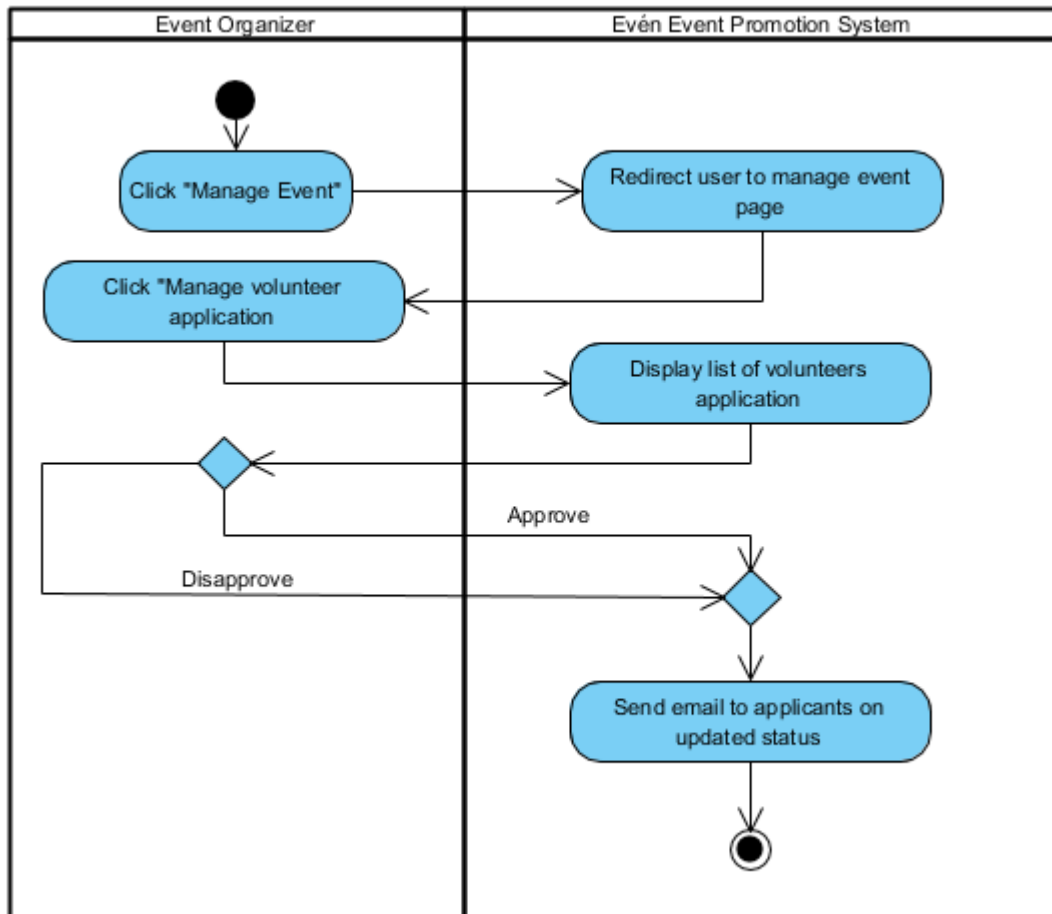 Event Organizer
Evén Event Promotion System
Click "Manage Event"
Redirect user to manage event
page
Click "Manage volunteer
application
Display list of volunteers
application
Approve
Disapprove
Send email to applicants on
updated status